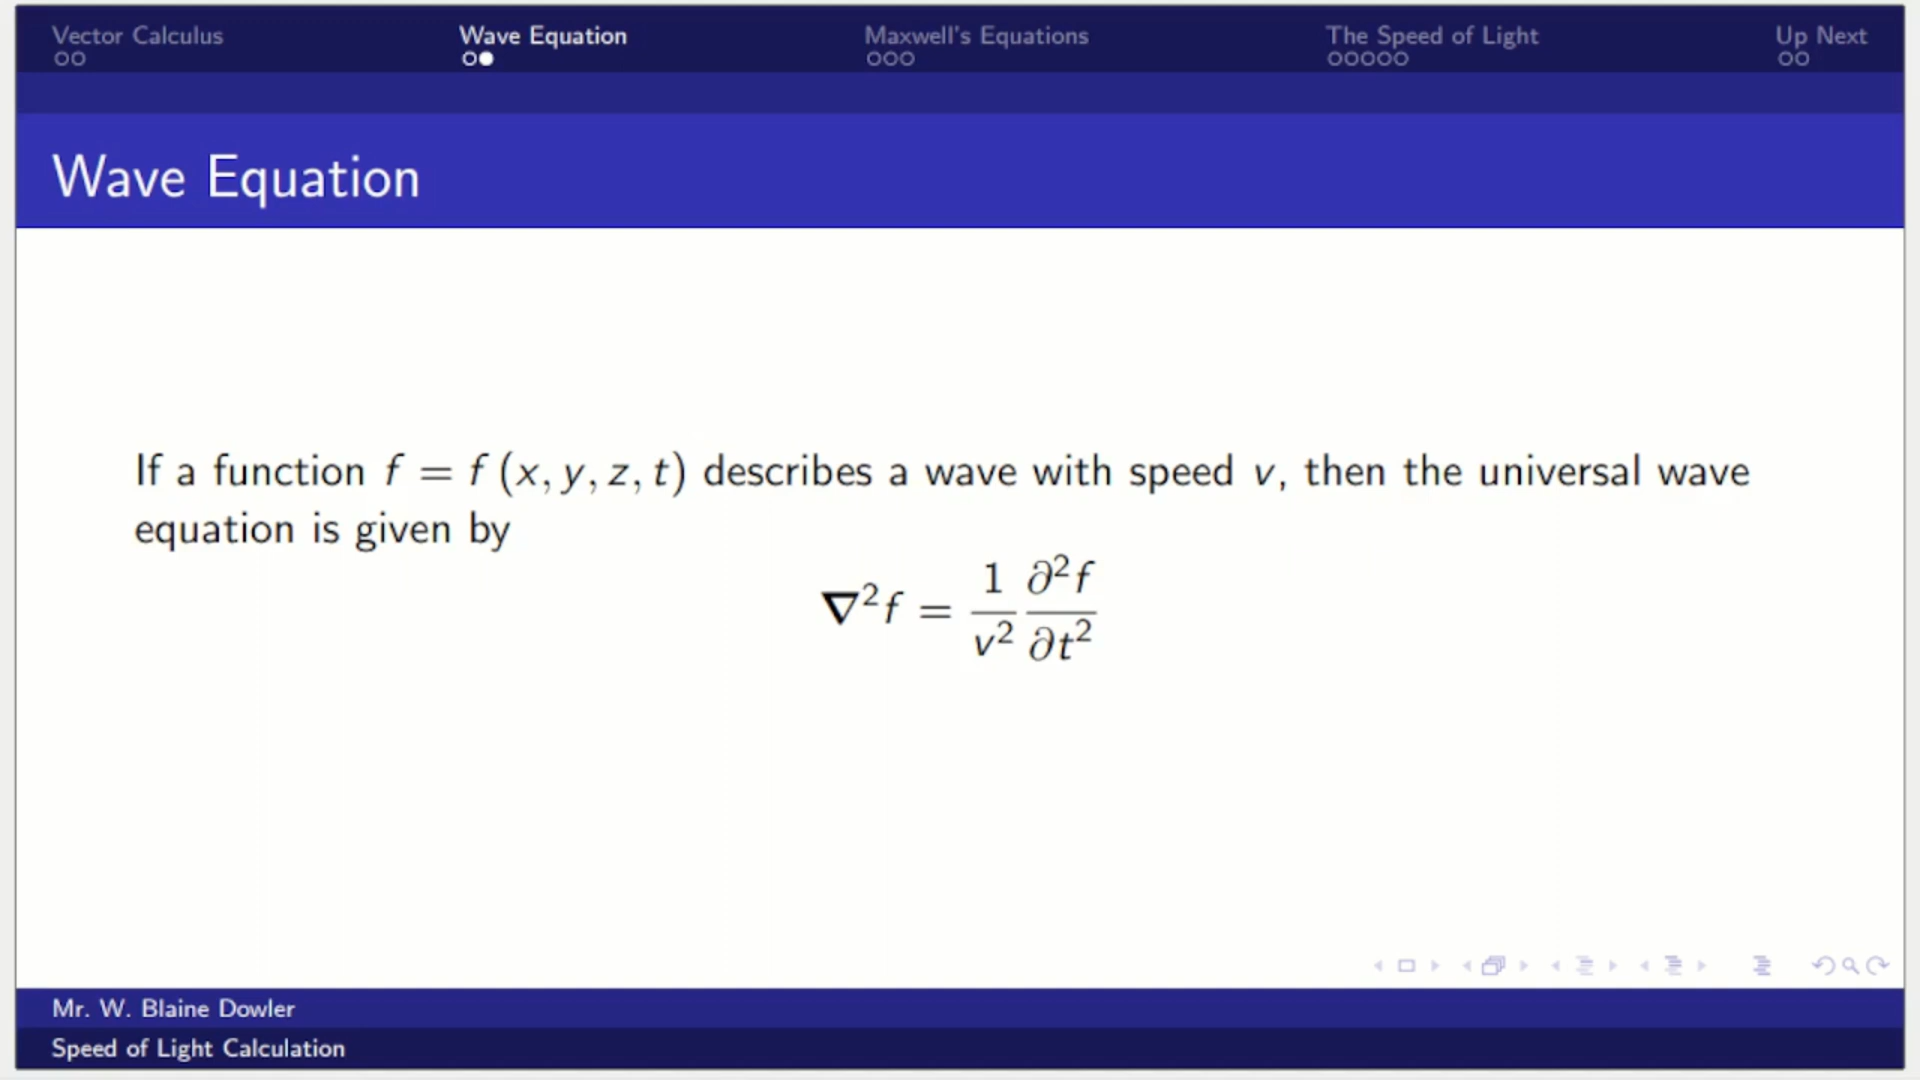 Vector Calculus Wave Equation Maxwell's Equations The Speed of Light Up Next
Wave Equation
If a function f = f (x, y, z, t) describes a wave with speed v, then the universal wave
equation is given by
∇²f = 1/v² ∂²f/∂t²
Mr. W. Blaine Dowler
Speed of Light Calculation